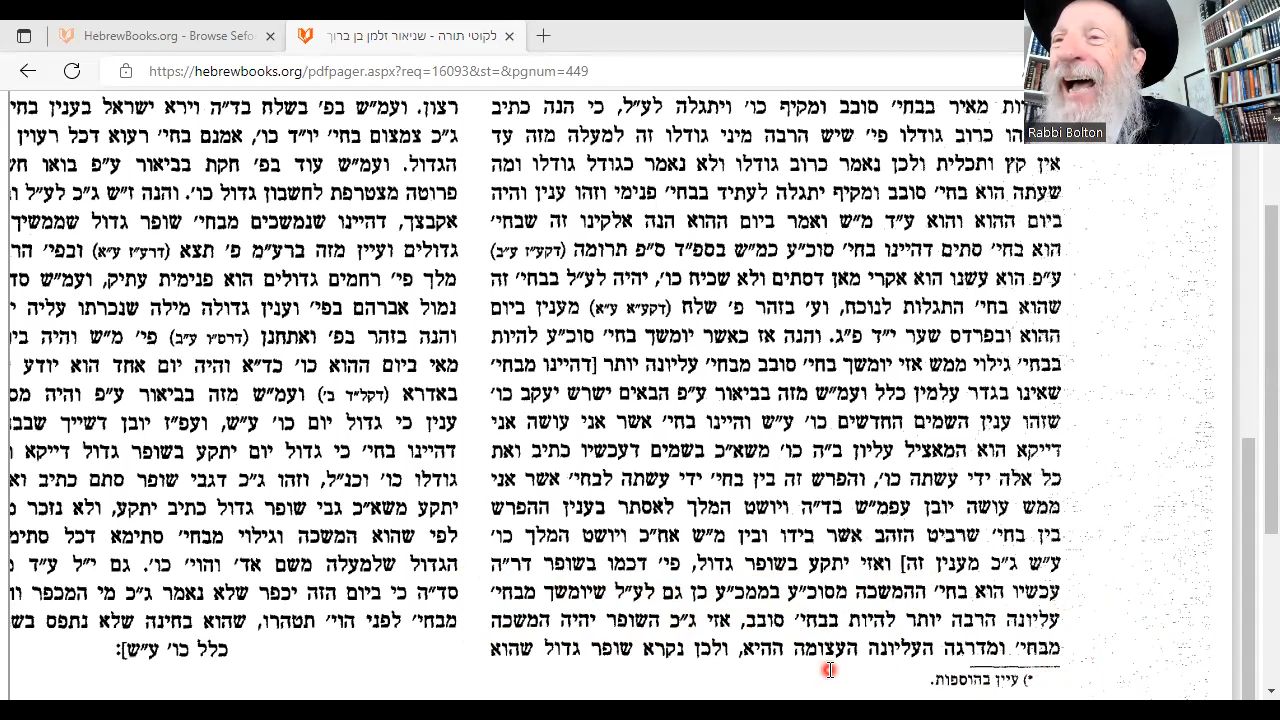 HebrewBooks.org - Browse Sefo
לקוטי תורה - שניאור זלמן בן ברוך
https://hebrewbooks.org/pdfpager.aspx?req=16093&st=&pgnum=449
Rabbi Bolton
מאיר בבחי׳ סובב ומקיף כו׳ ויתגלה לע״ל, כי הנה כתיב
כרוב גודלו פי׳ שיש הרבה מיני גודלו זה למעלה מזה עד
אין קץ ותכלית ולכן נאמר כרוב גודלו ולא נאמר כגודל גודלו ומה
שעתה הוא בחי׳ סובב ומקיף יתגלה לעתיד בבחי׳ פנימי וזהו ענין והיה
ביום ההוא והוא ע״ד מ״ש ואמר ביום ההוא הנה אלקינו זה שבחי׳
הוא בחי׳ סתים דהיינו בחי׳ סוכ״ע כמ״ש בספ״ד ס״פ תרומה (דקע״ז ע״ב)
ע״פ הוא עשנו הוא אקרי מאן דסתים ולא שכיח כו׳, יהיה לע״ל בבחי׳ זה
שהוא בחי׳ התגלות לנוכח, ועי׳ בזהר פ׳ שלח (דקע״א ע״א) מענין ביום
ההוא ובפרדס שער י״ד פ״ג. והנה אז כאשר יומשך בחי׳ סוכ״ע להיות
בבחי׳ גילוי ממש אזי יומשך בחי׳ סובב מבחי׳ עליונה יותר [דהיינו מבחי׳
שאינו בגדר עלמין כלל ועמ״ש מזה בביאור ע״פ הבאים ישרש יעקב כו׳
שזהו ענין השמים החדשים כו׳ ע״ש והיינו בחי׳ אשר אני עושה אני
דייקא הוא המאציל עליון ב״ה כו׳ משא״כ בשמים דעכשיו כתיב ואת
כל אלה ידי עשתה כו׳, והפרש זה בין בחי׳ ידי עשתה לבחי׳ אשר אני
ממש עושה יובן עפמ״ש בד״ה ויושט המלך לאסתר בענין ההפרש
בין בחי׳ שרביט הזהב אשר בידו ובין מ״ש אח״כ ויושט המלך כו׳
ע״ש ג״כ מענין זה] ואזי יתקע בשופר גדול, פי׳ דכמו בשופר דר״ה
עכשיו הוא בחי׳ ההמשכה מסוכ״ע בממכ״ע כן גם לע״ל שיומשך מבחי׳
עליונה הרבה יותר להיות בבחי׳ סובב, אזי ג״כ השופר יהיה המשכה
מבחי׳ ומדרגה העליונה העצומה ההיא, ולכן נקרא שופר גדול שהוא
*) עיין בהוספות.
רצון. ועמ״ש בפ׳ בשלח בד״ה וירא ישראל בענין בחי׳
ג״כ צמצום בחי׳ יו״ד כו׳, אמנם בחי׳ רעוא דכל רעוין
הגדול. ועמ״ש עוד בפ׳ חקת בביאור ע״פ בואו
פרוטה מצטרפת לחשבון גדול כו׳. והנה ז״ש ג״כ לע״ל
אקבצך, דהיינו שנמשכים מבחי׳ שופר גדול שממשיך
גדולים ועיין מזה ברע״מ פ׳ תצא (דרע״ז ע״א) ובפי׳
מלך פי׳ רחמים גדולים הוא פנימית עתיק, ועמ״ש
נמול אברהם בפי׳ וענין גדולה מילה שנכרתו עליה
והנה בזהר בפ׳ ואתחנן (דרס״ז ע״ב) פי׳ מ״ש והיה
מאי ביום ההוא כו׳ כד״א והיה יום אחד הוא יודע
באדרא (דקל״ד ב׳) ועמ״ש מזה בביאור ע״פ והיה
ענין כי גדול יום כו׳ ע״ש, ועפ״ז יובן דשייך
דהיינו בחי׳ כי גדול יום יתקע בשופר גדול דייקא
גודלו כו׳ וכנ״ל, וזהו ג״כ דגבי שופר סתם כתיב
יתקע משא״כ גבי שופר גדול כתיב יתקע, ולא נזכר
לפי שהוא המשכה וגילוי מבחי׳ סתימא דכל
הגדול שלמעלה משם אד׳ והוי׳ כו׳. גם י״ל ע״ד
סד״ה כי ביום הזה יכפר שלא נאמר ג״כ מי המכפר
מבחי׳ לפני הוי׳ תטהרו, שהוא בחינה שלא נתפס
כלל כו׳ ע״ש]: